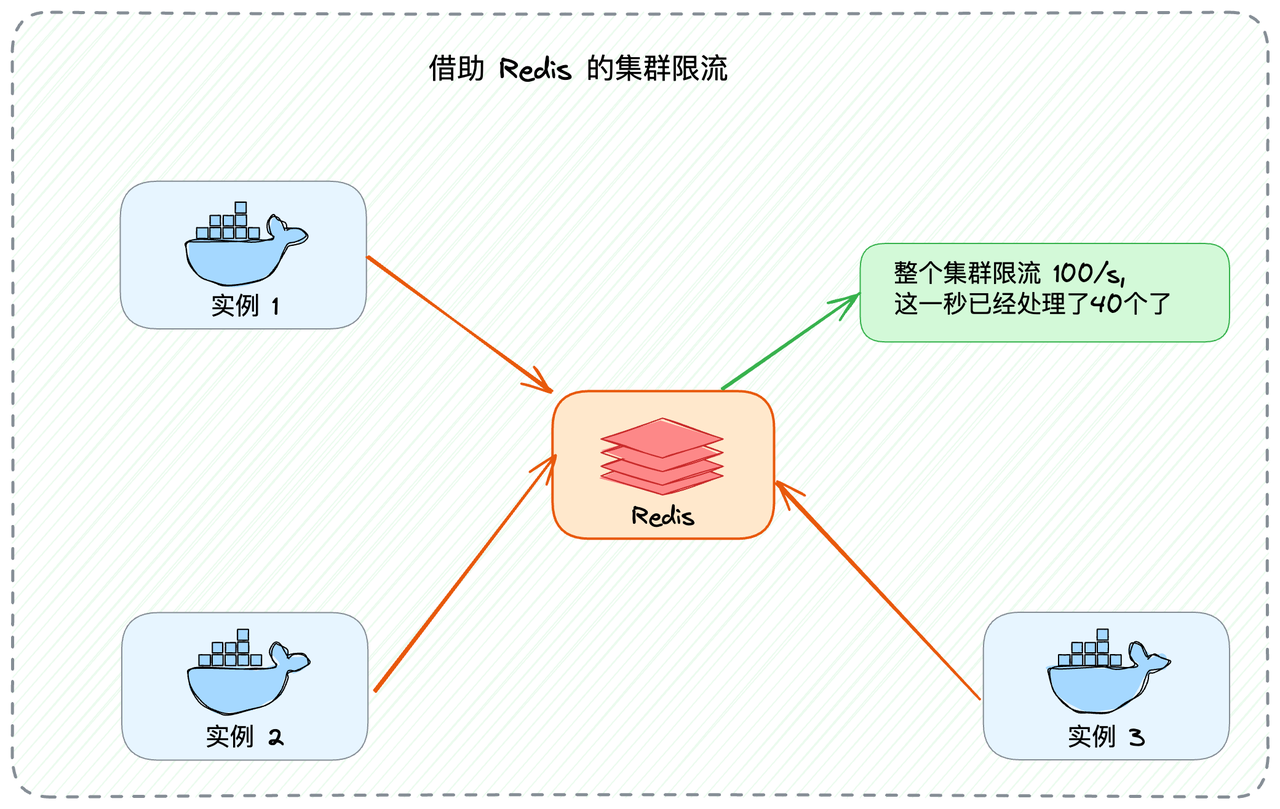 借助 Redis 的集群限流
实例 1
整个集群限流 100/s,
这一秒已经处理了40个了
Redis
实例 2
实例 3